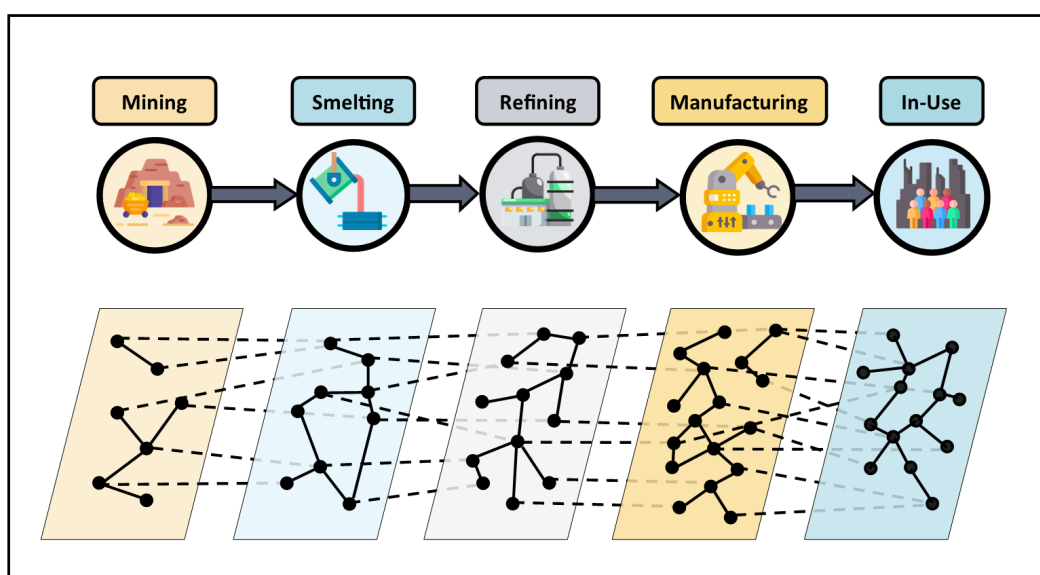 Mining
Smelting
Refining
Manufacturing
In-Use